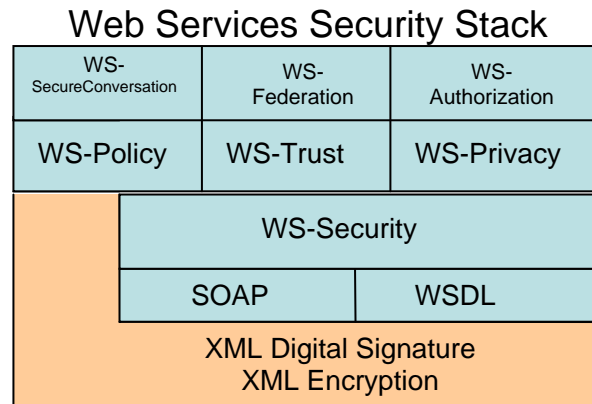 Web Services Security Stack
WS-
SecureConversation
WS-
Federation
WS-
Authorization
WS-Policy
WS-Trust
WS-Privacy
WS-Security
SOAP
WSDL
XML Digital Signature
XML Encryption